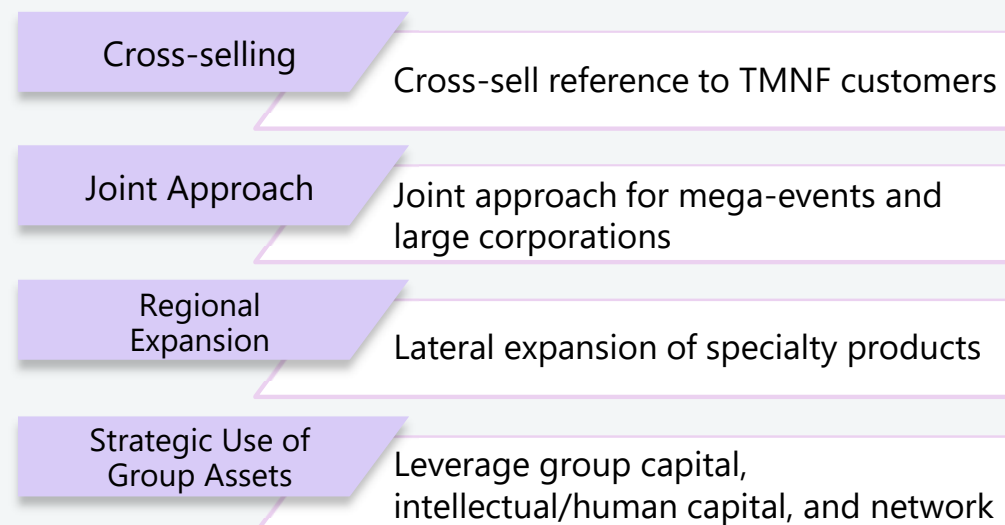 Cross-selling
Cross-sell reference to TMNF customers
Joint Approach
Joint approach for mega-events and
large corporations
Regional
Expansion
Lateral expansion of specialty products
Strategic Use of
Group Assets
Leverage group capital,
intellectual/human capital, and network